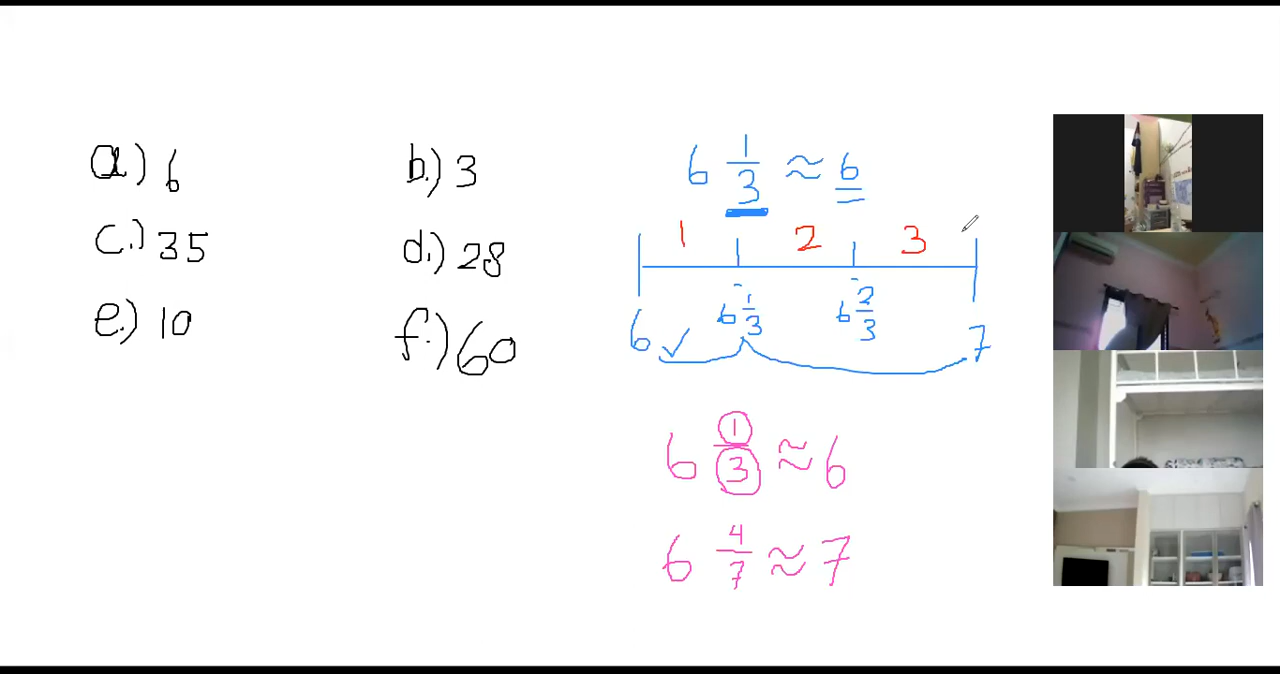 a.) 6
b.) 3
c.) 35
d.) 28
e.) 10
f.) 60
6 1/3 ≈ 6
1 2 3
6 6 1/3 6 2/3 7
✓
6 1/3 ≈ 6
6 4/7 ≈ 7